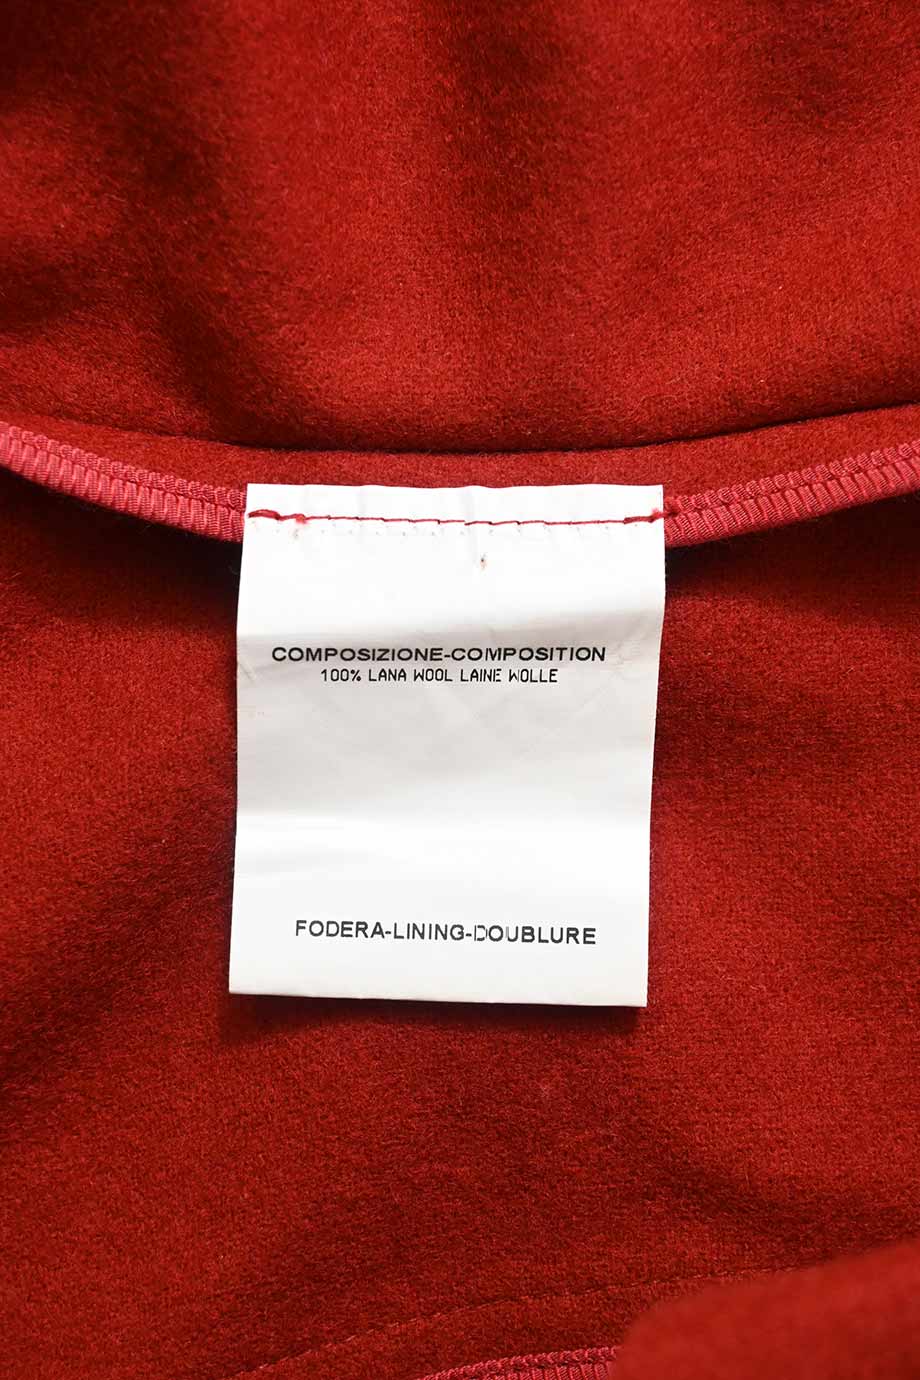 COMPOSIZIONE-COMPOSITION
100% LANA WOOL LAINE WOLLE
FODERA-LINING-DOUBLURE